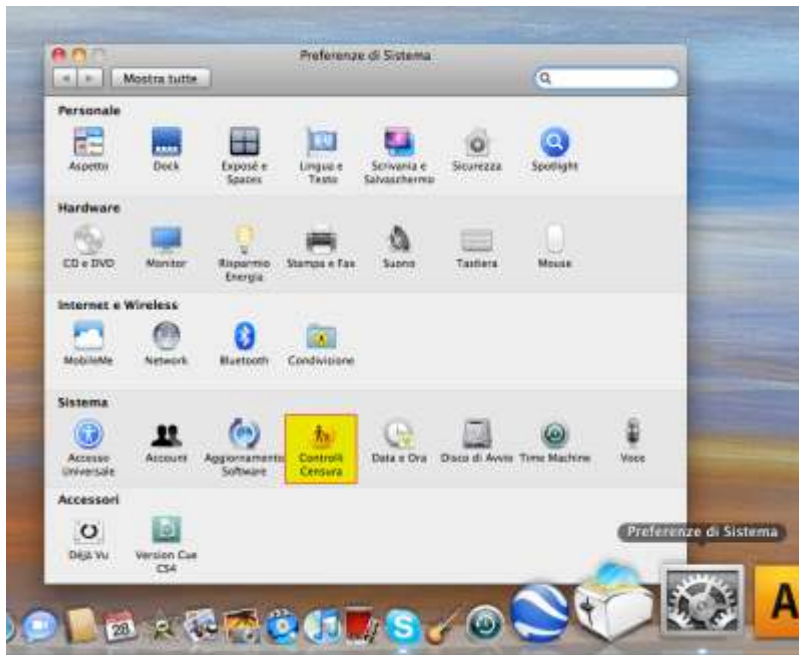 Preferenze di Sistema
Mostra tutte
Personale
Aspetto Dock Exposé e Spaces Lingua e Testo Scrivania e Salvaschermo Sicurezza Spotlight
Hardware
CD e DVD Monitor Risparmio Energia Stampa e Fax Suono Tastiera Mouse
Internet e Wireless
MobileMe Network Bluetooth Condivisione
Sistema
Accesso Universale Account Aggiornamento Software Controlli Censura Data e Ora Disco di Avvio Time Machine Voce
Accessori
Déjà Vu Version Cue CS4
Preferenze di Sistema
28
A